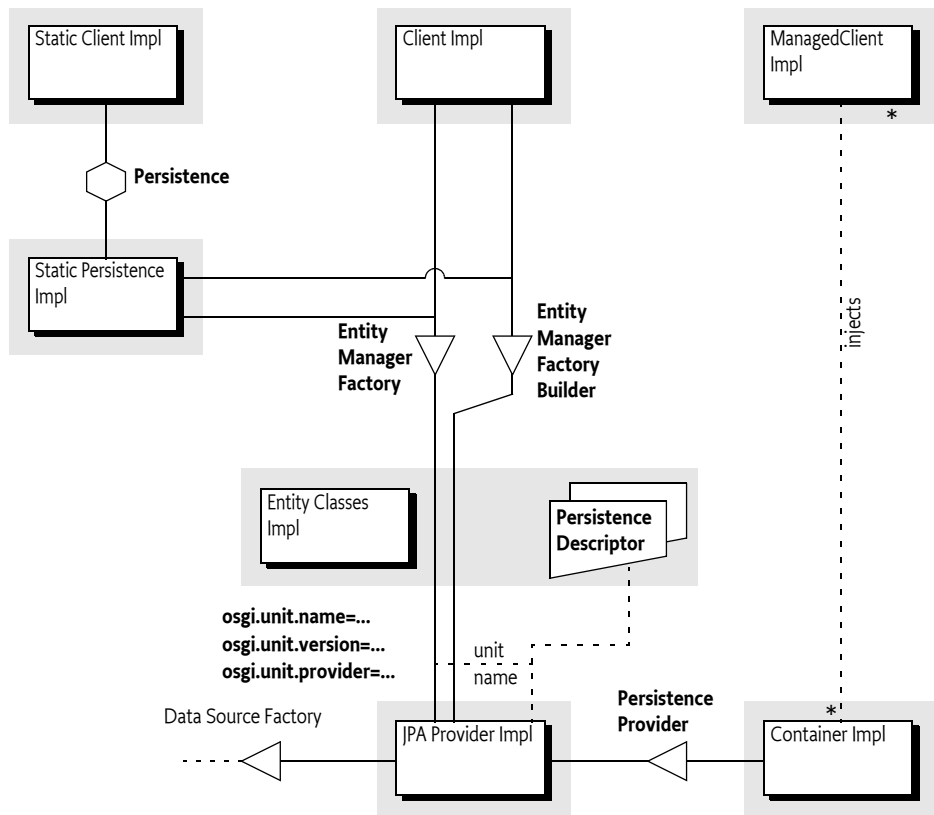 Static Client Impl
Client Impl
ManagedClient
Impl
*
Persistence
Static Persistence
Impl
Entity
Manager
Factory
Entity
Manager
Factory
Builder
injects
Entity Classes
Impl
Persistence
Descriptor
osgi.unit.name=...
osgi.unit.version=...
osgi.unit.provider=...
unit
name
Data Source Factory
JPA Provider Impl
Persistence
Provider
*
Container Impl